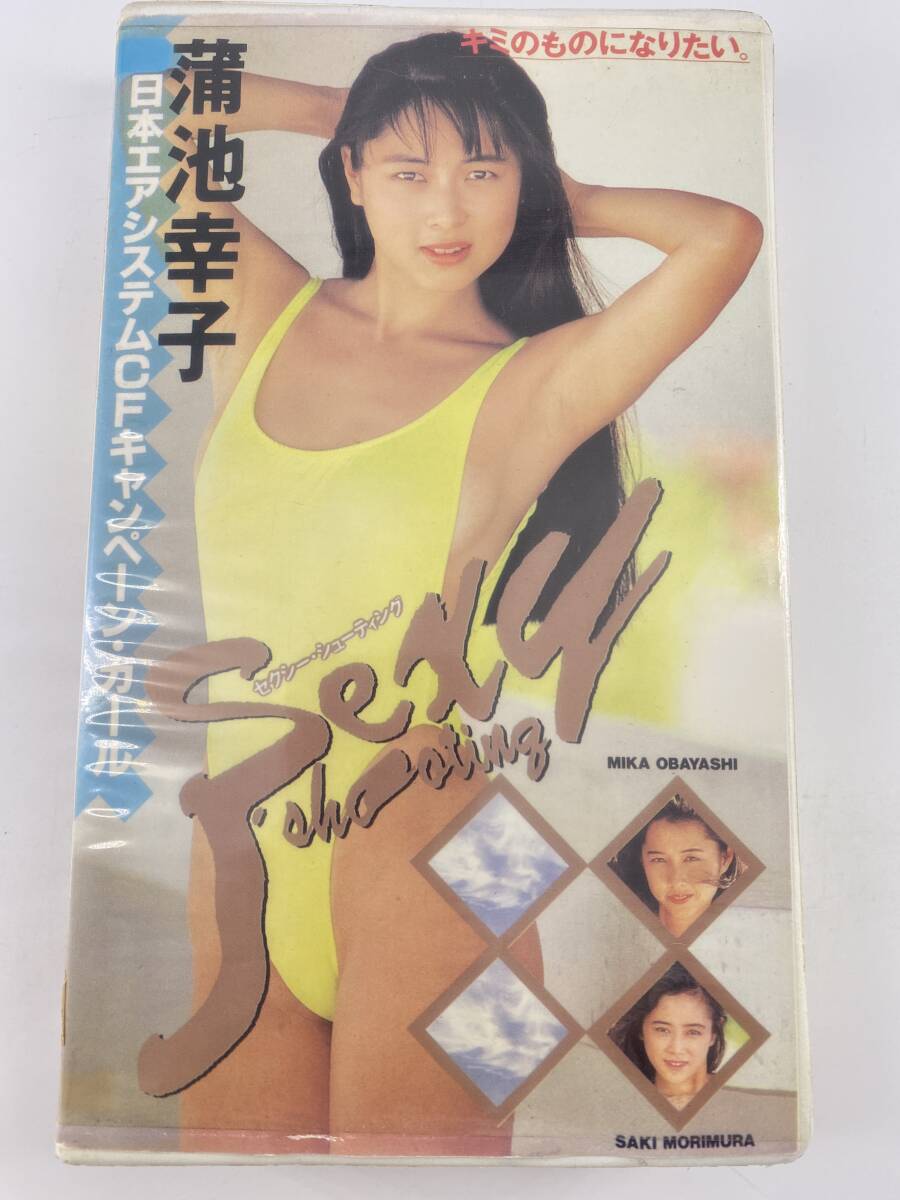 キミのものになりたい。
蒲池幸子
日本エアシステムCFキャンペーン・ガール
セクシー・シューティング
Sexy
shooting
MIKA OBAYASHI
SAKI MORIMURA